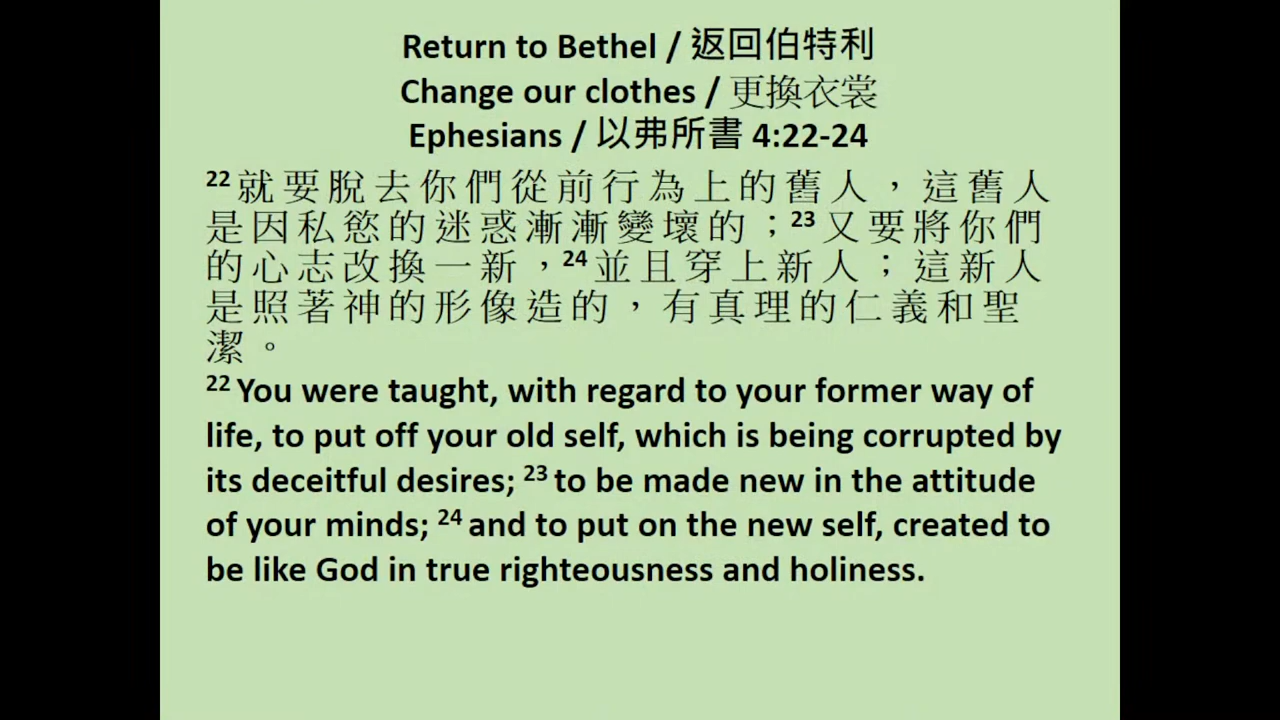 Return to Bethel / 返回伯特利
Change our clothes / 更換衣裳
Ephesians / 以弗所書 4:22-24
22 就要脫去你們從前行為上的舊人，這舊人
是因私慾的迷惑漸漸變壞的；23 又要將你們
的心志改換一新，24 並且穿上新人；這新人
是照著神的形像造的，有真理的仁義和聖
潔。
22 You were taught, with regard to your former way of
life, to put off your old self, which is being corrupted by
its deceitful desires; 23 to be made new in the attitude
of your minds; 24 and to put on the new self, created to
be like God in true righteousness and holiness.